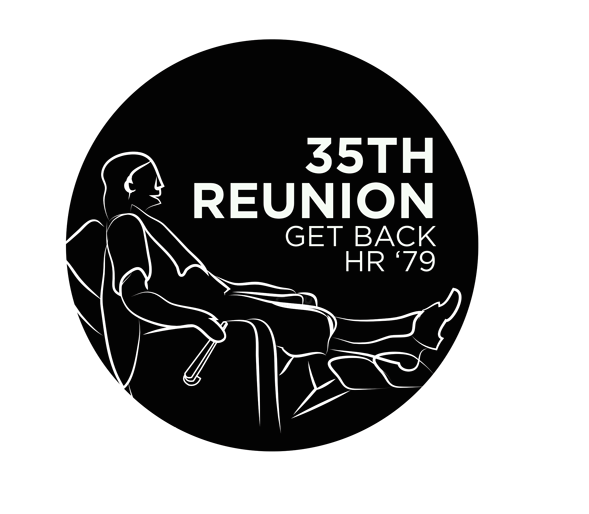 35TH
REUNION
GET BACK
HR ‘79